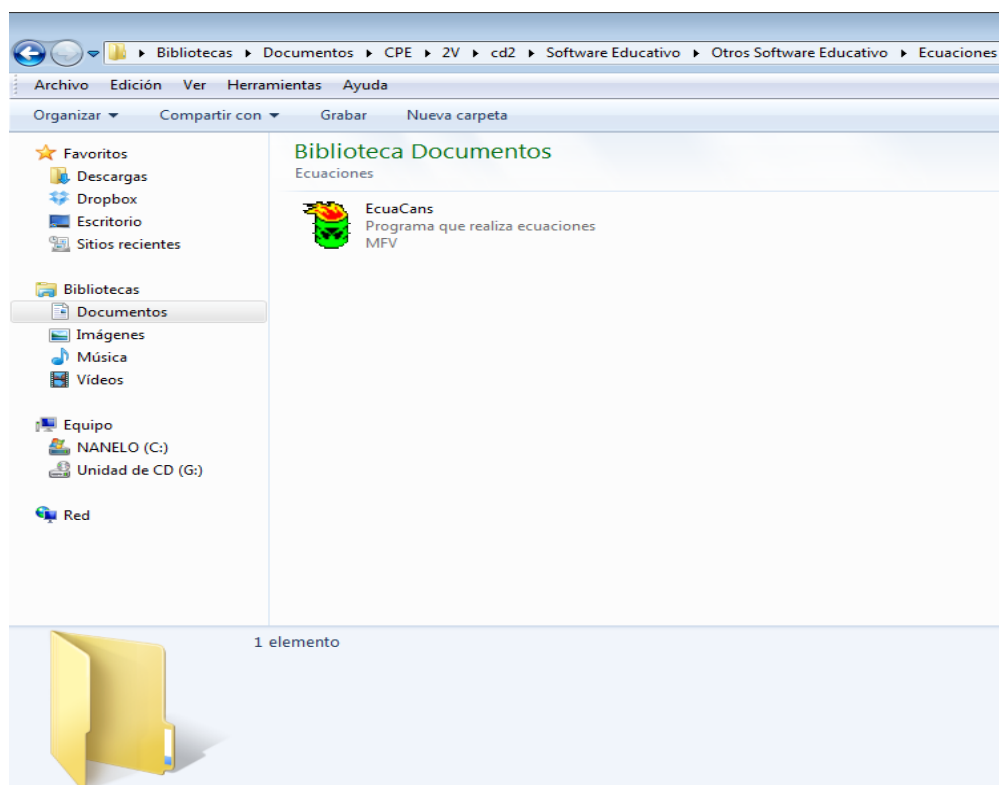 Bibliotecas Documentos CPE 2V cd2 Software Educativo Otros Software Educativo Ecuaciones
Archivo Edición Ver Herramientas Ayuda
Organizar Compartir con Grabar Nueva carpeta
Favoritos
Descargas
Dropbox
Escritorio
Sitios recientes
Bibliotecas
Documentos
Imágenes
Música
Vídeos
Equipo
NANELO (C:)
Unidad de CD (G:)
Red
Biblioteca Documentos
Ecuaciones
EcuaCans
Programa que realiza ecuaciones
MFV
1 elemento